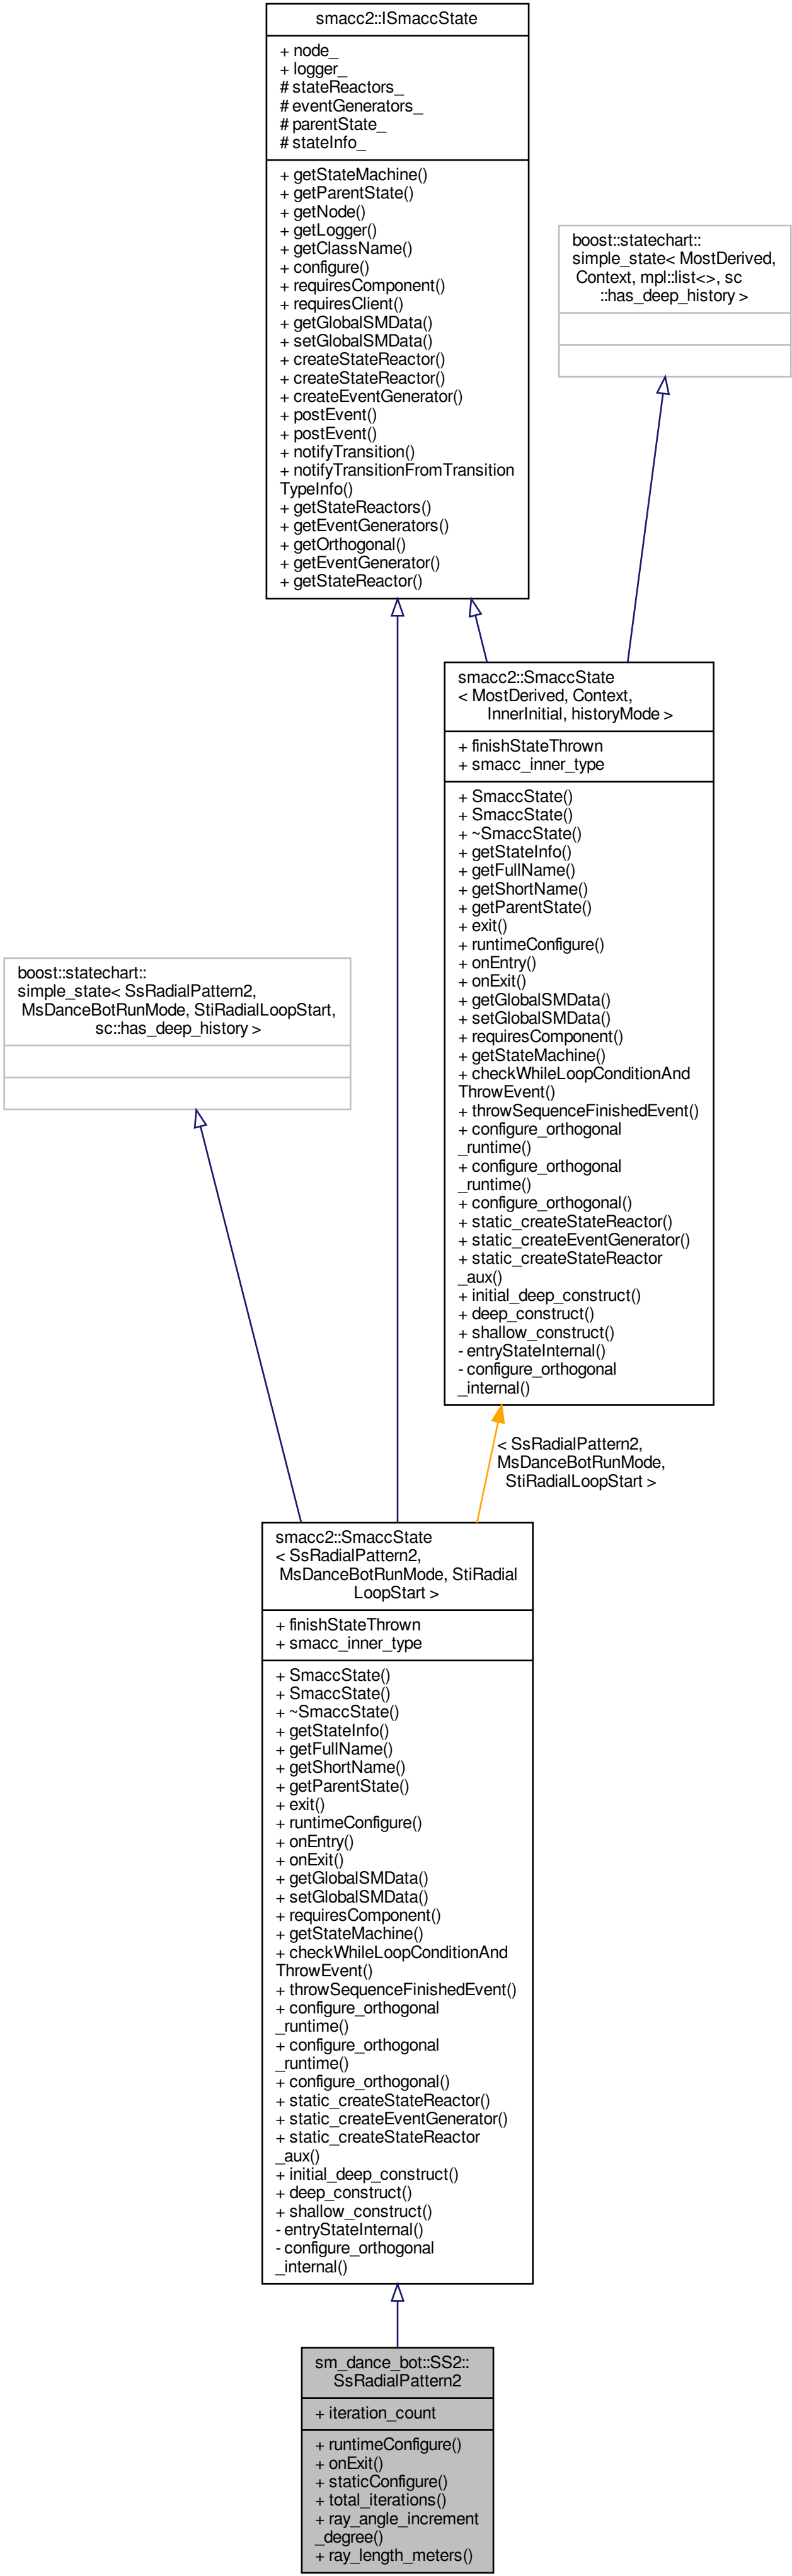 smacc2::ISmaccState
+ node_
+ logger_
# stateReactors_
# eventGenerators_
# parentState_
# stateInfo_
+ getStateMachine()
+ getParentState()
+ getNode()
+ getLogger()
+ getClassName()
+ configure()
+ requiresComponent()
+ requiresClient()
+ getGlobalSMData()
+ setGlobalSMData()
+ createStateReactor()
+ createStateReactor()
+ createEventGenerator()
+ postEvent()
+ postEvent()
+ notifyTransition()
+ notifyTransitionFromTransition
TypeInfo()
+ getStateReactors()
+ getEventGenerators()
+ getOrthogonal()
+ getEventGenerator()
+ getStateReactor()
boost::statechart::
simple_state< MostDerived,
Context, mpl::list<>, sc
::has_deep_history >
smacc2::SmaccState
< MostDerived, Context,
InnerInitial, historyMode >
+ finishStateThrown
+ smacc_inner_type
+ SmaccState()
+ SmaccState()
+ ~SmaccState()
+ getStateInfo()
+ getFullName()
+ getShortName()
+ getParentState()
+ exit()
+ runtimeConfigure()
+ onEntry()
+ onExit()
+ getGlobalSMData()
+ setGlobalSMData()
+ requiresComponent()
+ getStateMachine()
+ checkWhileLoopConditionAnd
ThrowEvent()
+ throwSequenceFinishedEvent()
+ configure_orthogonal
_runtime()
+ configure_orthogonal
_runtime()
+ configure_orthogonal()
+ static_createStateReactor()
+ static_createEventGenerator()
+ static_createStateReactor
_aux()
+ initial_deep_construct()
+ deep_construct()
+ shallow_construct()
- entryStateInternal()
- configure_orthogonal
_internal()
boost::statechart::
simple_state< SsRadialPattern2,
MsDanceBotRunMode, StiRadialLoopStart,
sc::has_deep_history >
< SsRadialPattern2,
MsDanceBotRunMode,
StiRadialLoopStart >
smacc2::SmaccState
< SsRadialPattern2,
MsDanceBotRunMode, StiRadial
LoopStart >
+ finishStateThrown
+ smacc_inner_type
+ SmaccState()
+ SmaccState()
+ ~SmaccState()
+ getStateInfo()
+ getFullName()
+ getShortName()
+ getParentState()
+ exit()
+ runtimeConfigure()
+ onEntry()
+ onExit()
+ getGlobalSMData()
+ setGlobalSMData()
+ requiresComponent()
+ getStateMachine()
+ checkWhileLoopConditionAnd
ThrowEvent()
+ throwSequenceFinishedEvent()
+ configure_orthogonal
_runtime()
+ configure_orthogonal
_runtime()
+ configure_orthogonal()
+ static_createStateReactor()
+ static_createEventGenerator()
+ static_createStateReactor
_aux()
+ initial_deep_construct()
+ deep_construct()
+ shallow_construct()
- entryStateInternal()
- configure_orthogonal
_internal()
sm_dance_bot::SS2::
SsRadialPattern2
+ iteration_count
+ runtimeConfigure()
+ onExit()
+ staticConfigure()
+ total_iterations()
+ ray_angle_increment
_degree()
+ ray_length_meters()